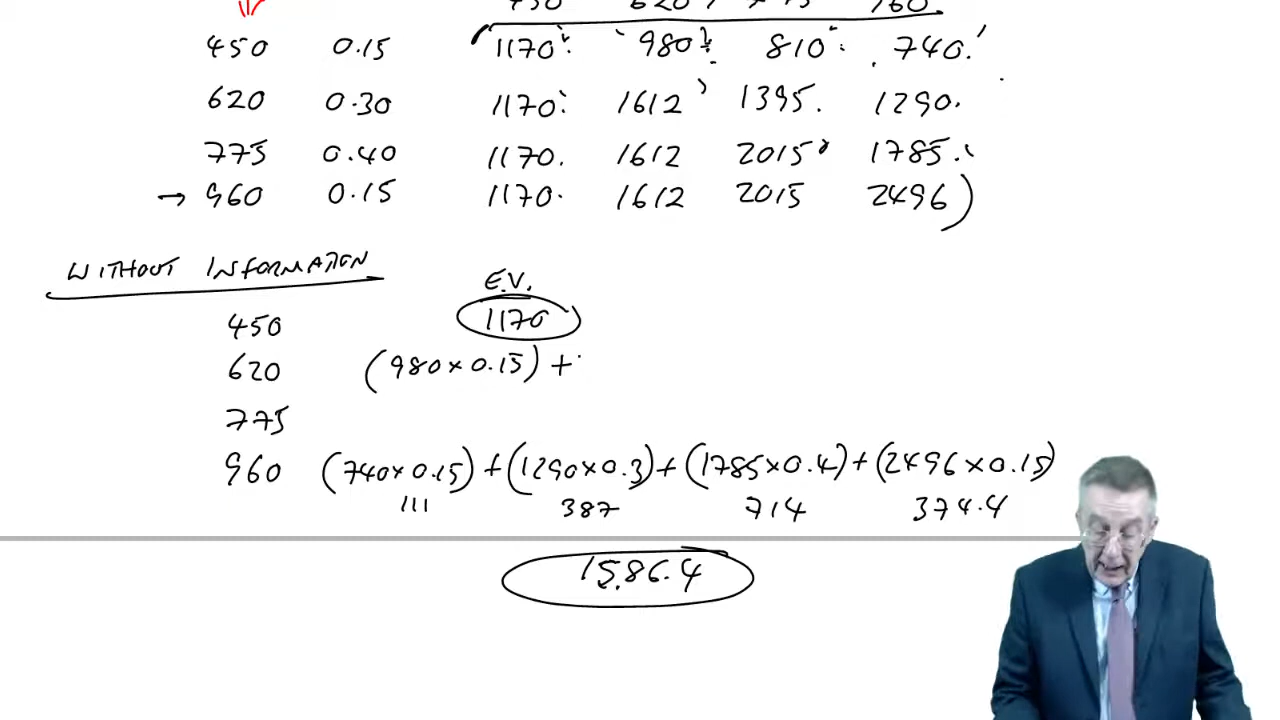 450 0.15 1170 980 810 740
620 0.30 1170 1612 1395 1290
775 0.40 1170 1612 2015 1785
→ 960 0.15 1170 1612 2015 2496)
WITHOUT INFORMATION E.V.
450 1170
620 (980×0.15) +
775
960 (740×0.15) + (1290×0.3) + (1785×0.4) + (2496×0.15)
111 387 714 374.4
1586.4